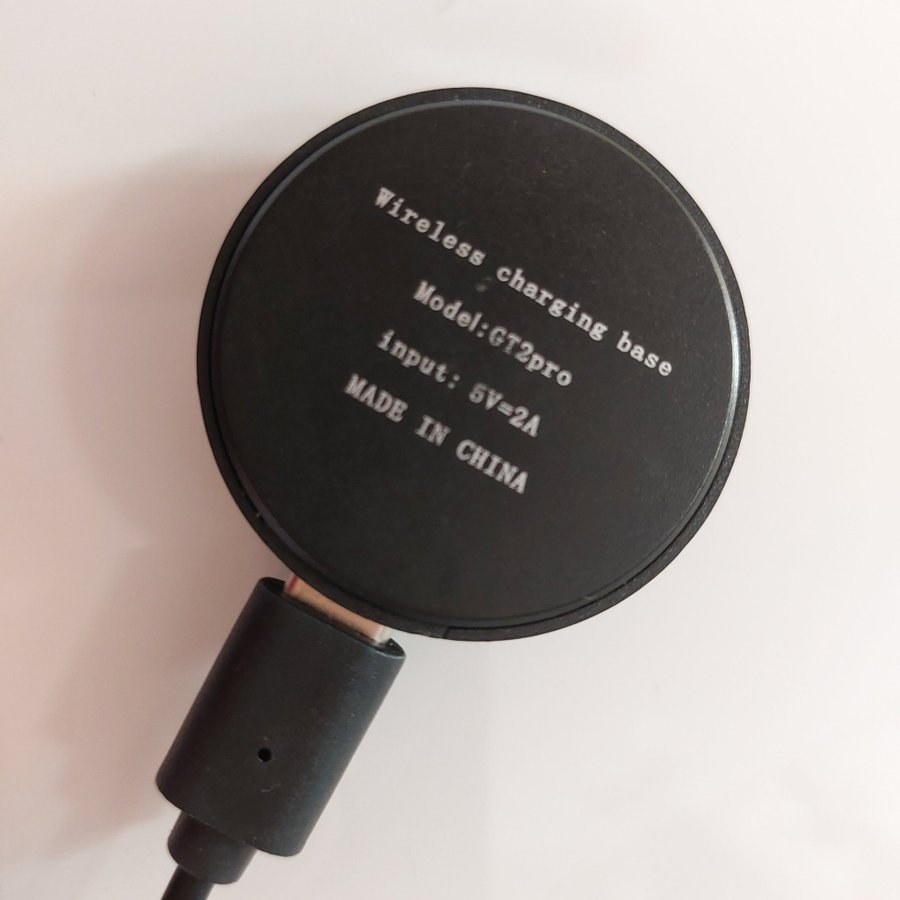 Wireless charging base
Model:GT2pro
input: 5V=2A
MADE IN CHINA